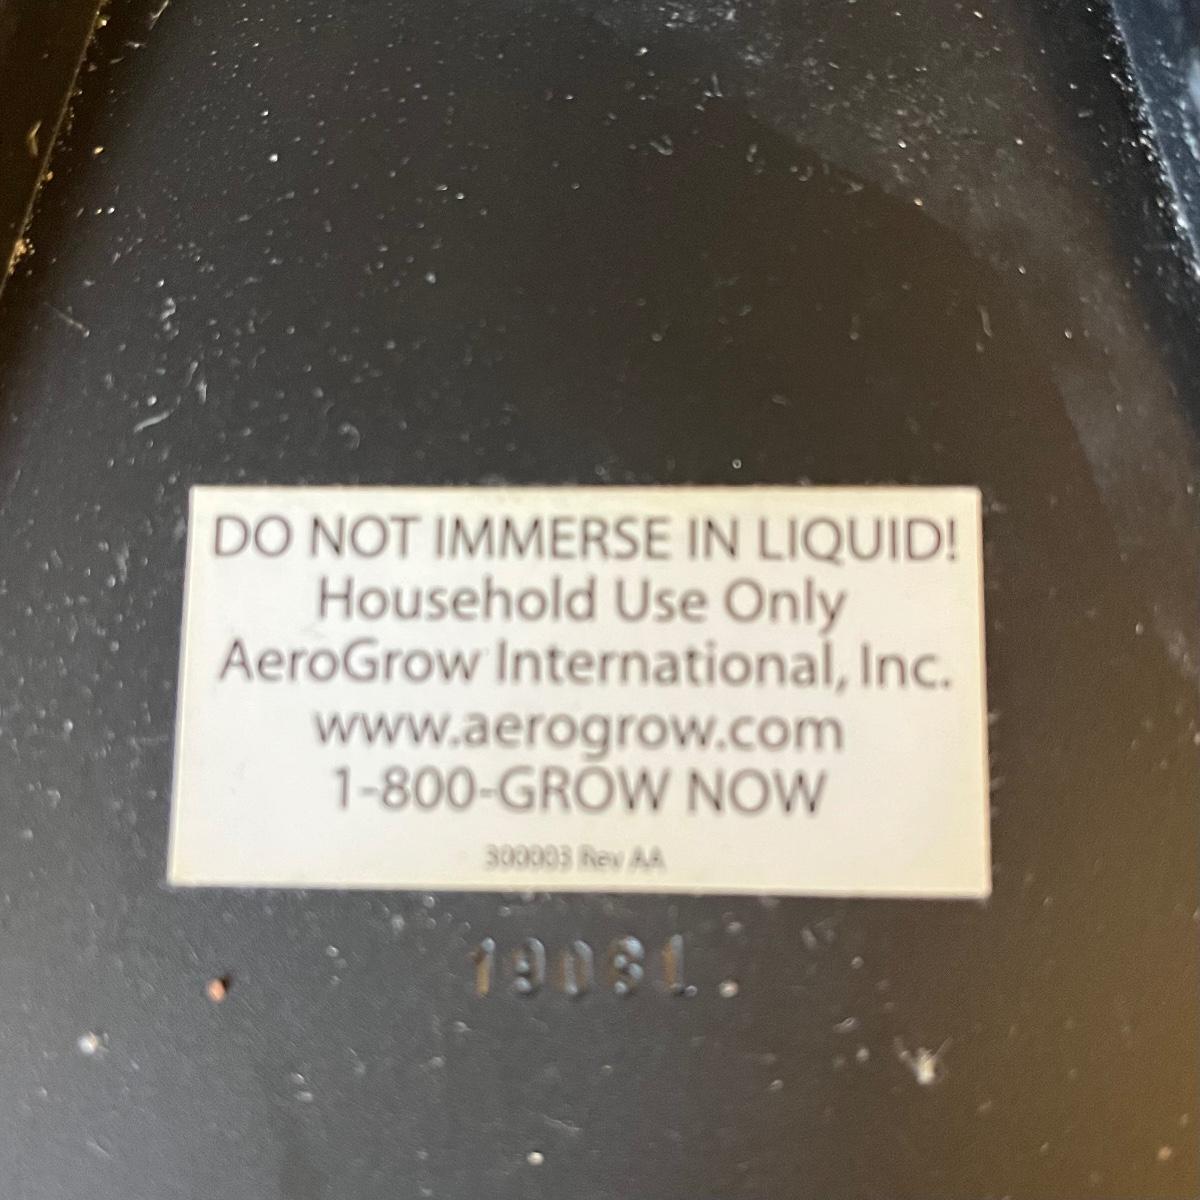 DO NOT IMMERSE IN LIQUID!
Household Use Only
AeroGrow International, Inc.
www.aerogrow.com
1-800-GROW NOW
300003 Rev AA